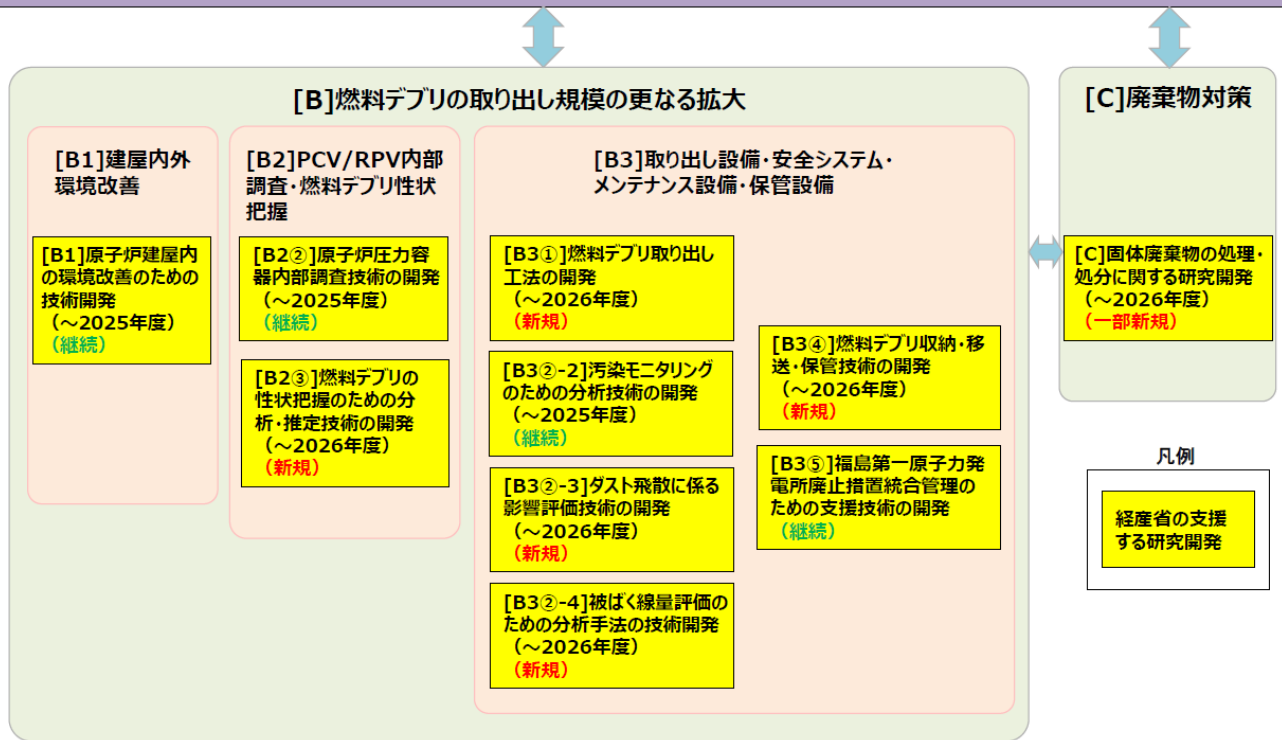 [B]燃料デブリの取り出し規模の更なる拡大
[B1]建屋内外
環境改善
[B1]原子炉建屋内
の環境改善のための
技術開発
(～2025年度)
(継続)
[B2]PCV/RPV内部
調査・燃料デブリ性状
把握
[B2②]原子炉圧力容
器内部調査技術の開発
(～2025年度)
(継続)
[B2③]燃料デブリの
性状把握のための分
析・推定技術の開発
(～2026年度)
(新規)
[B3]取り出し設備・安全システム・
メンテナンス設備・保管設備
[B3①]燃料デブリ取り出し
工法の開発
(～2026年度)
(新規)
[B3②-2]汚染モニタリング
のための分析技術の開発
(～2025年度)
(継続)
[B3②-3]ダスト飛散に係る
影響評価技術の開発
(～2026年度)
(新規)
[B3②-4]被ばく線量評価の
ための分析手法の技術開発
(～2026年度)
(新規)
[B3④]燃料デブリ収納・移
送・保管技術の開発
(～2026年度)
(新規)
[B3⑤]福島第一原子力発
電所廃止措置統合管理の
ための支援技術の開発
(継続)
[C]廃棄物対策
[C]固体廃棄物の処理・
処分に関する研究開発
(～2026年度)
(一部新規)
凡例
経産省の支援
する研究開発